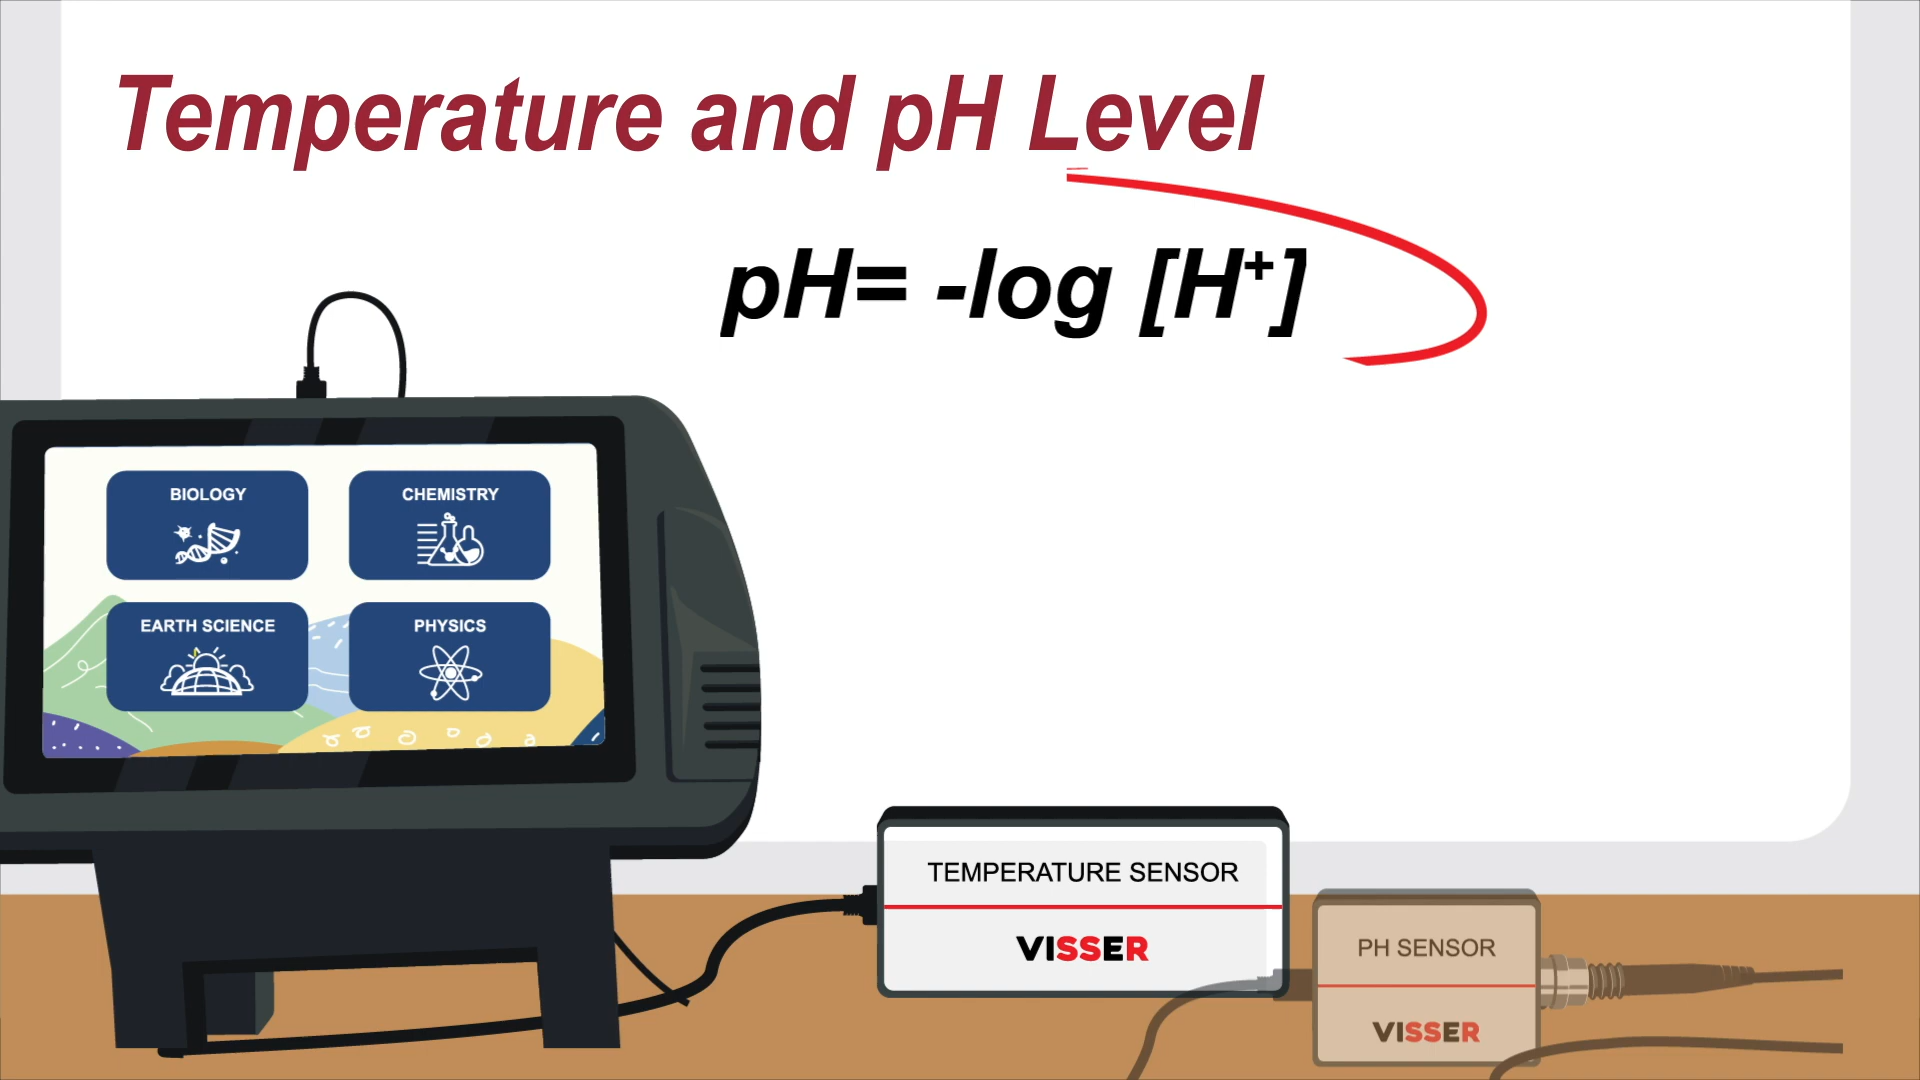 Temperature and pH Level
pH= -log [H⁺]
BIOLOGY
CHEMISTRY
EARTH SCIENCE
PHYSICS
TEMPERATURE SENSOR
VISSER
PH SENSOR
VISSER